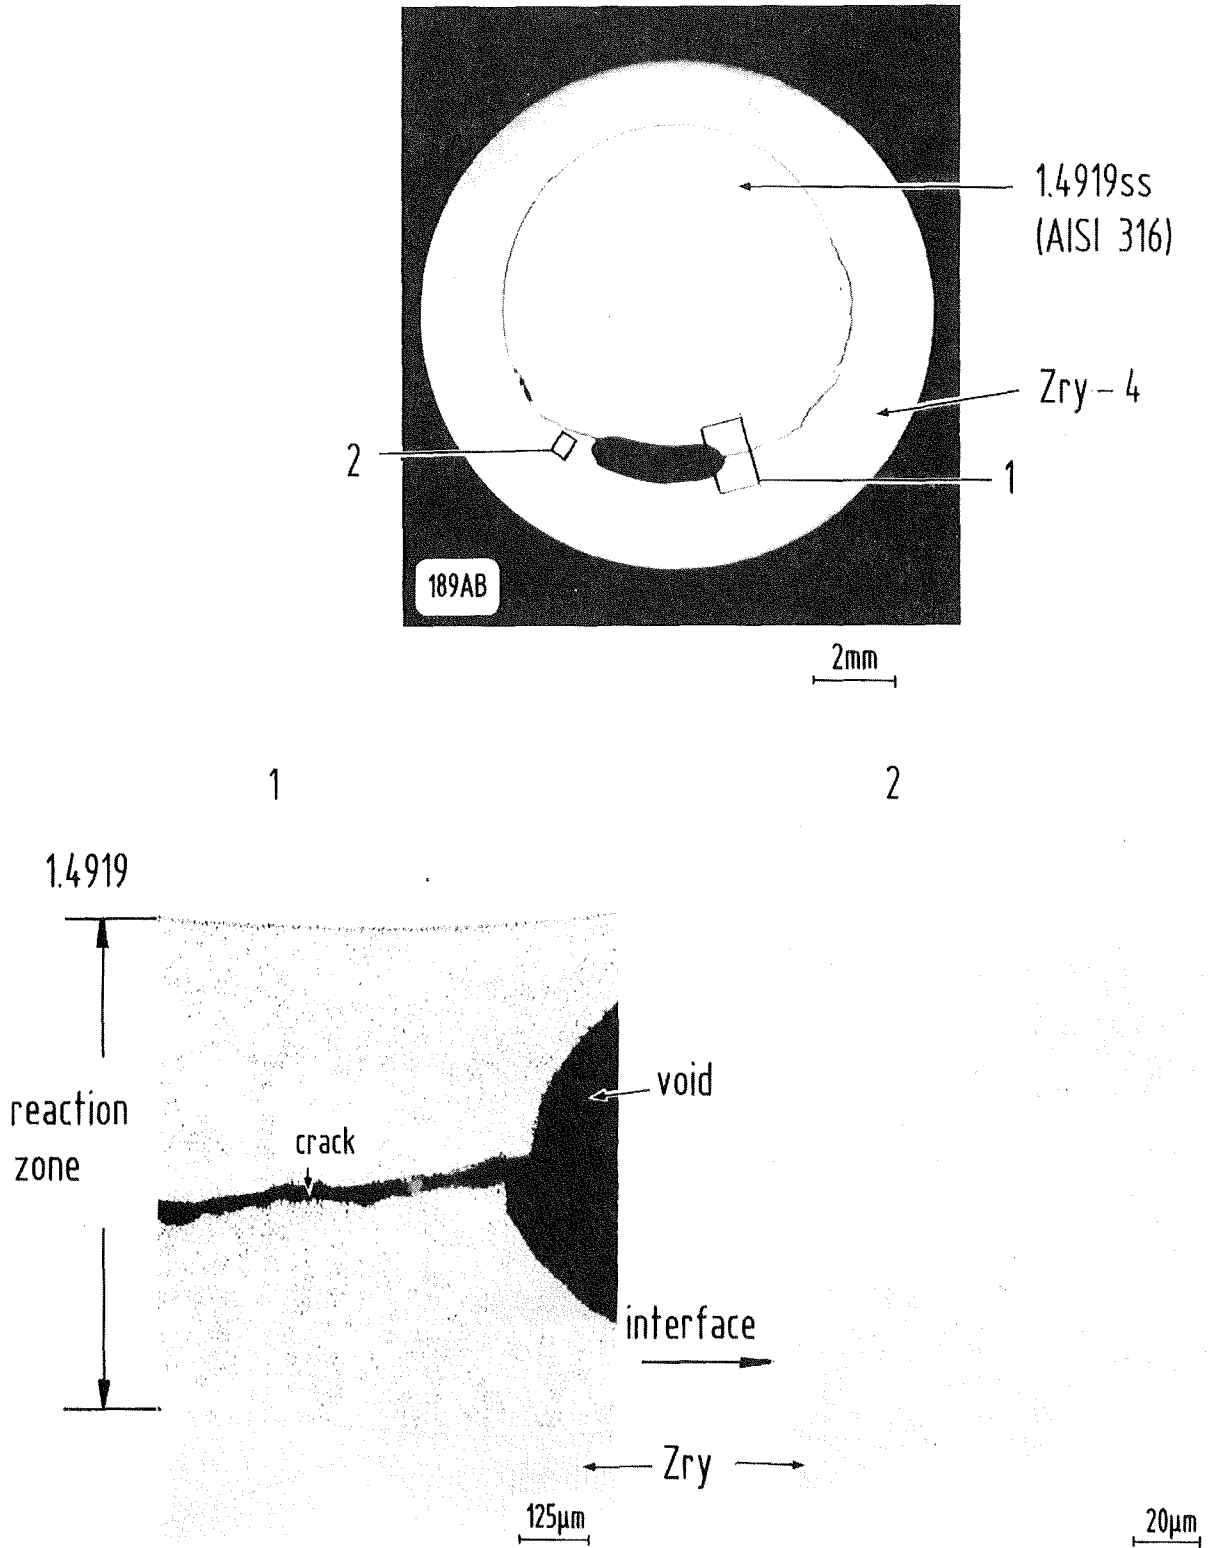 1.4919ss
(AISI 316)
Zry-4
2
1
189AB
2mm
1
2
1.4919
reaction
zone
crack
void
interface
Zry
125µm
20µm